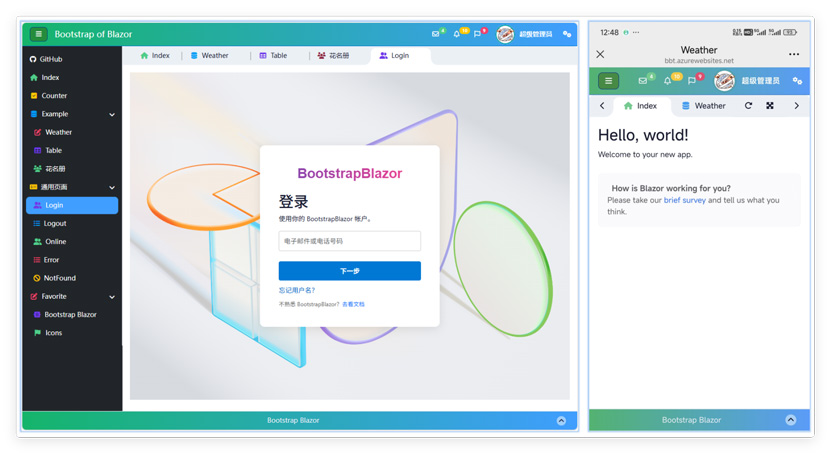 Bootstrap of Blazor
4
10
9
超级管理员
GitHub
Index
Counter
Example
Weather
Table
花名册
通用页面
Login
Logout
Online
Error
NotFound
Favorite
Bootstrap Blazor
Icons
Index
Weather
Table
花名册
Login
BootstrapBlazor
登录
使用你的 BootstrapBlazor 帐户。
电子邮件或电话号码
下一步
忘记用户名?
不熟悉 BootstrapBlazor? 去看文档
Bootstrap Blazor
12:48
Weather
bbt.azurewebsites.net
4
10
9
超级管理员
Index
Weather
Hello, world!
Welcome to your new app.
How is Blazor working for you?
Please take our brief survey and tell us what you
think.
Bootstrap Blazor